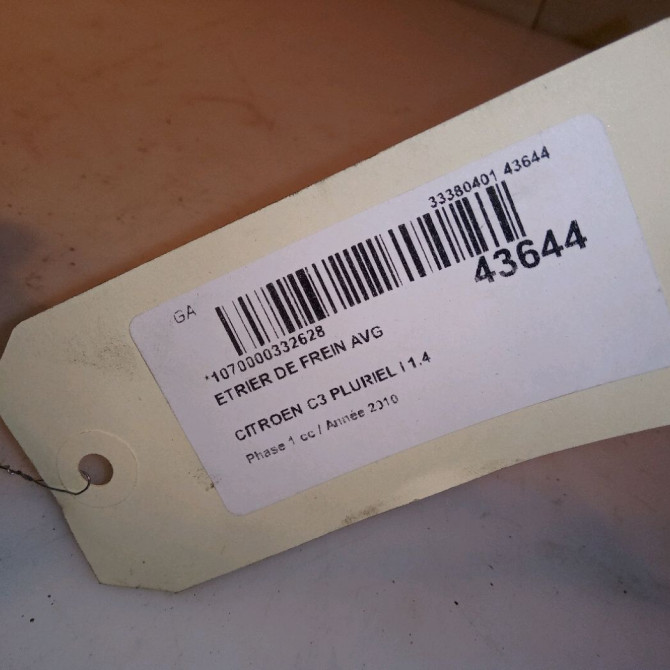 33380401 43644
GA
43644
*1070000332628
ETRIER DE FREIN AVG
CITROEN C3 PLURIEL I 1.4
Phase 1 cc / Année 2010